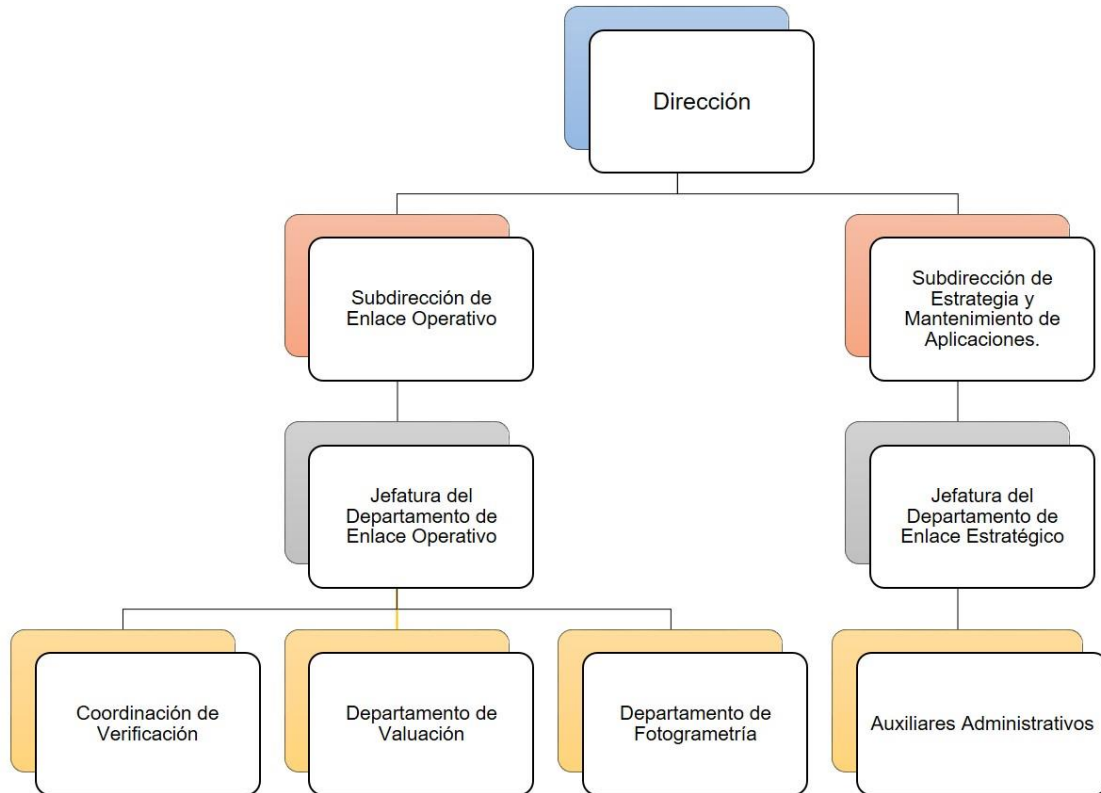 Dirección
Subdirección de
Enlace Operativo
Subdirección de
Estrategia y
Mantenimiento de
Aplicaciones.
Jefatura del
Departamento de
Enlace Operativo
Jefatura del
Departamento de
Enlace Estratégico
Coordinación de
Verificación
Departamento de
Valuación
Departamento de
Fotogrametría
Auxiliares Administrativos